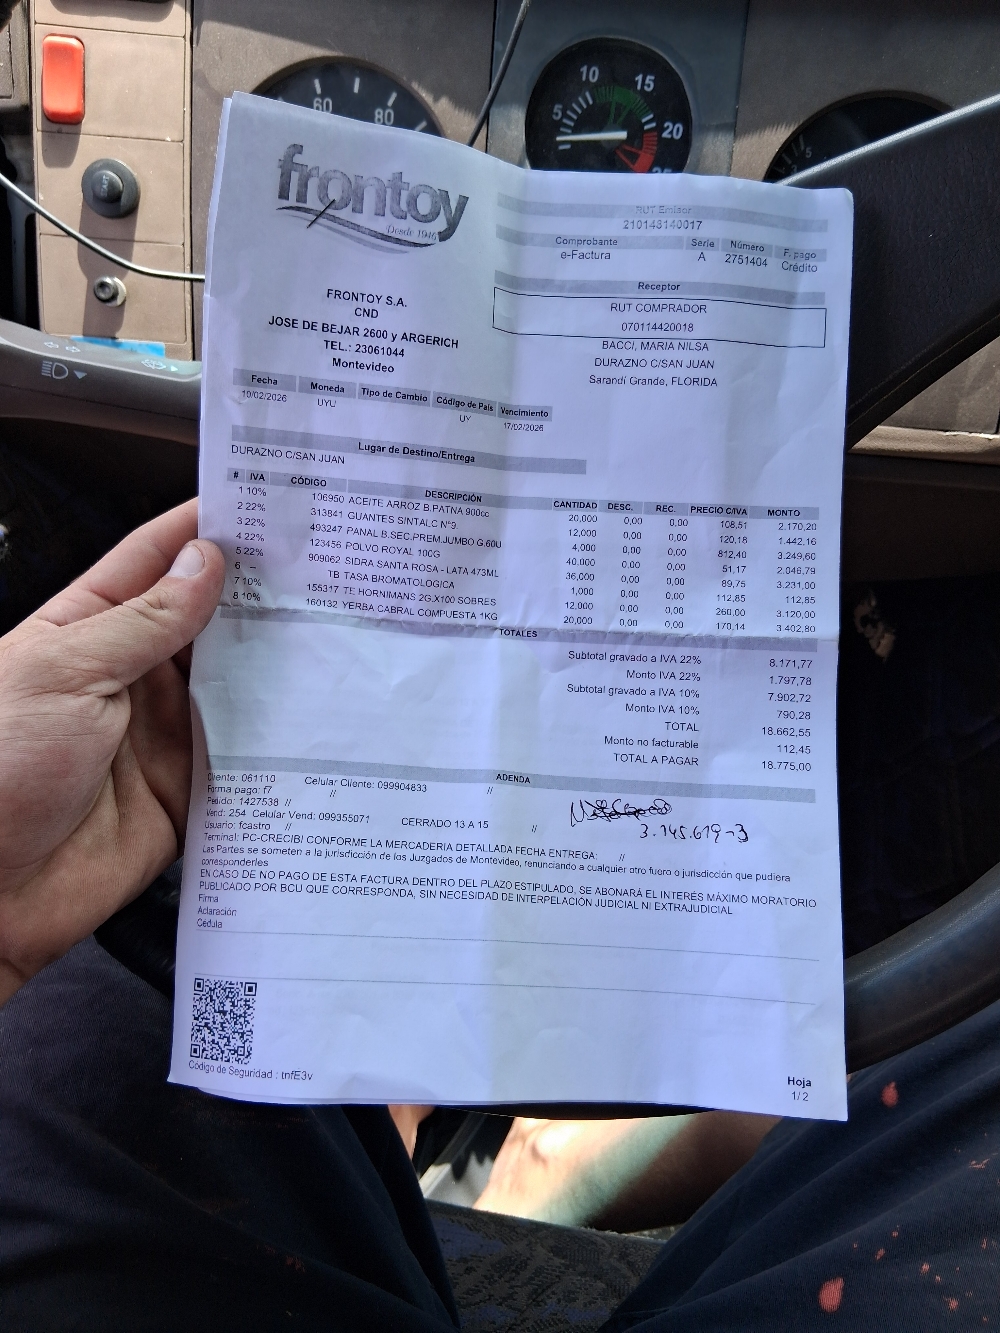 60
80
5
10
15
20
frontoy
Desde 1946
RUT Emisor
210148140017
Comprobante Serie Número F. pago
e-Factura A 2751404 Crédito
Receptor
RUT COMPRADOR
070114420018
BACCI, MARIA NILSA
DURAZNO C/SAN JUAN
Sarandí Grande, FLORIDA
FRONTOY S.A.
CND
JOSE DE BEJAR 2600 y ARGERICH
TEL.: 23061044
Montevideo
Fecha Moneda Tipo de Cambio Código de País Vencimiento
10/02/2026 UYU UY 17/02/2026
Lugar de Destino/Entrega
DURAZNO C/SAN JUAN
# IVA CÓDIGO DESCRIPCIÓN CANTIDAD DESC. REC. PRECIO C/IVA MONTO
1 10% 106950 ACEITE ARROZ B.PATNA 900cc 20,000 0,00 0,00 108,51 2.170,20
2 22% 313841 GUANTES SINTALC N°9. 12,000 0,00 0,00 120,18 1.442,16
3 22% 493247 PANAL B.SEC.PREM.JUMBO G.60U 4,000 0,00 0,00 812,40 3.249,60
4 22% 123456 POLVO ROYAL 100G 40,000 0,00 0,00 51,17 2.046,79
5 22% 909062 SIDRA SANTA ROSA - LATA 473ML 36,000 0,00 0,00 89,75 3.231,00
6 -- TB TASA BROMATOLOGICA 1,000 0,00 0,00 112,85 112,85
7 10% 155317 TE HORNIMANS 2G.X100 SOBRES 12,000 0,00 0,00 260,00 3.120,00
8 10% 160132 YERBA CABRAL COMPUESTA 1KG 20,000 0,00 0,00 170,14 3.402,80
TOTALES
Subtotal gravado a IVA 22% 8.171,77
Monto IVA 22% 1.797,78
Subtotal gravado a IVA 10% 7.902,72
Monto IVA 10% 790,28
TOTAL 18.662,55
Monto no facturable 112,45
TOTAL A PAGAR 18.775,00
ADENDA
Cliente: 061110 Celular Cliente: 099904833 //
Forma pago: f7 //
Pedido: 1427538 //
Vend: 254 Celular Vend: 099355071 CERRADO 13 A 15 //
3.145.619-3
Usuario: fcastro //
Terminal: PC-CRECIBI CONFORME LA MERCADERIA DETALLADA FECHA ENTREGA: //
Las Partes se someten a la jurisdicción de los Juzgados de Montevideo, renunciando a cualquier otro fuero o jurisdicción que pudiera
corresponderles
EN CASO DE NO PAGO DE ESTA FACTURA DENTRO DEL PLAZO ESTIPULADO, SE ABONARÁ EL INTERÉS MÁXIMO MORATORIO
PUBLICADO POR BCU QUE CORRESPONDA, SIN NECESIDAD DE INTERPELACIÓN JUDICIAL NI EXTRAJUDICIAL
Firma
Aclaración
Cédula
Código de Seguridad : tnfE3v
Hoja
1/2